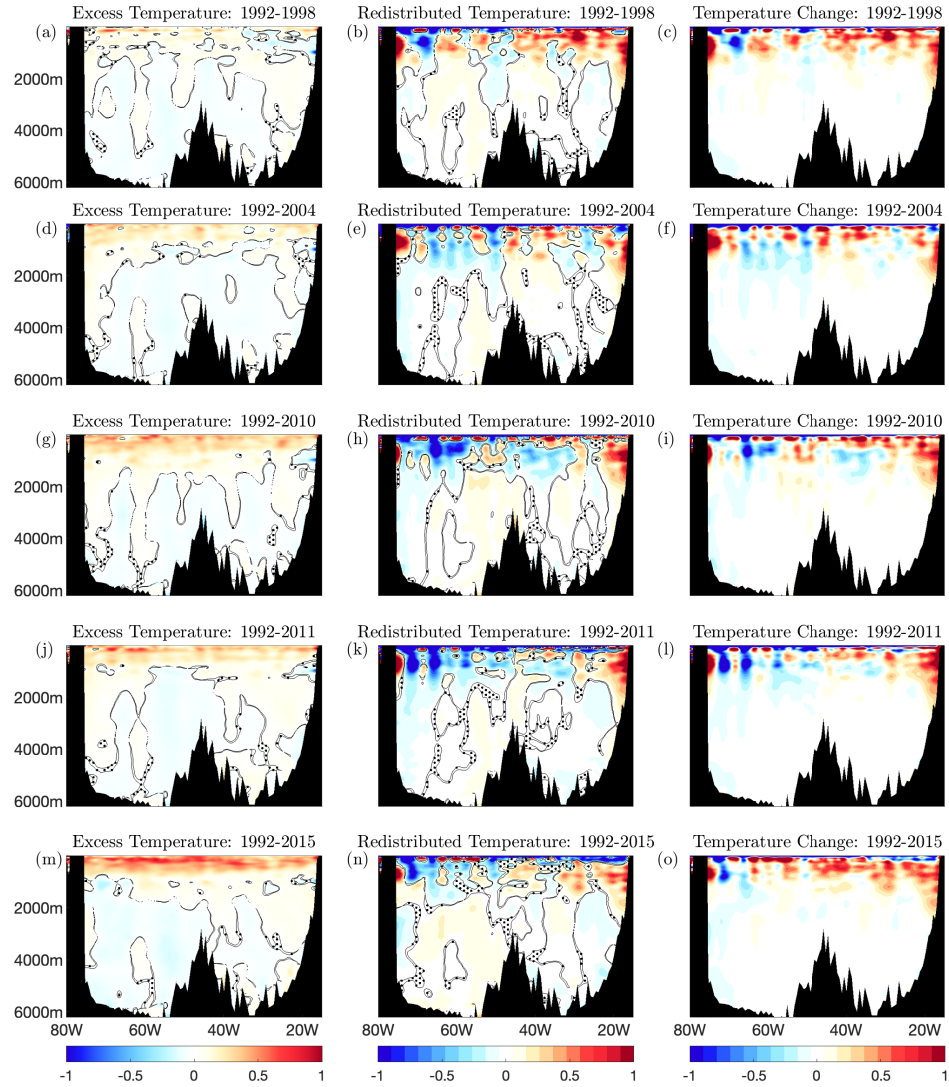 Excess Temperature: 1992-1998 Redistributed Temperature: 1992-1998 Temperature Change: 1992-1998
(a) (b) (c)
2000m
4000m
6000m
Excess Temperature: 1992-2004 Redistributed Temperature: 1992-2004 Temperature Change: 1992-2004
(d) (e) (f)
2000m
4000m
6000m
Excess Temperature: 1992-2010 Redistributed Temperature: 1992-2010 Temperature Change: 1992-2010
(g) (h) (i)
2000m
4000m
6000m
Excess Temperature: 1992-2011 Redistributed Temperature: 1992-2011 Temperature Change: 1992-2011
(j) (k) (l)
2000m
4000m
6000m
Excess Temperature: 1992-2015 Redistributed Temperature: 1992-2015 Temperature Change: 1992-2015
(m) (n) (o)
2000m
4000m
6000m
80W 60W 40W 20W 80W 60W 40W 20W 80W 60W 40W 20W
-1 -0.5 0 0.5 1 -1 -0.5 0 0.5 1 -1 -0.5 0 0.5 1